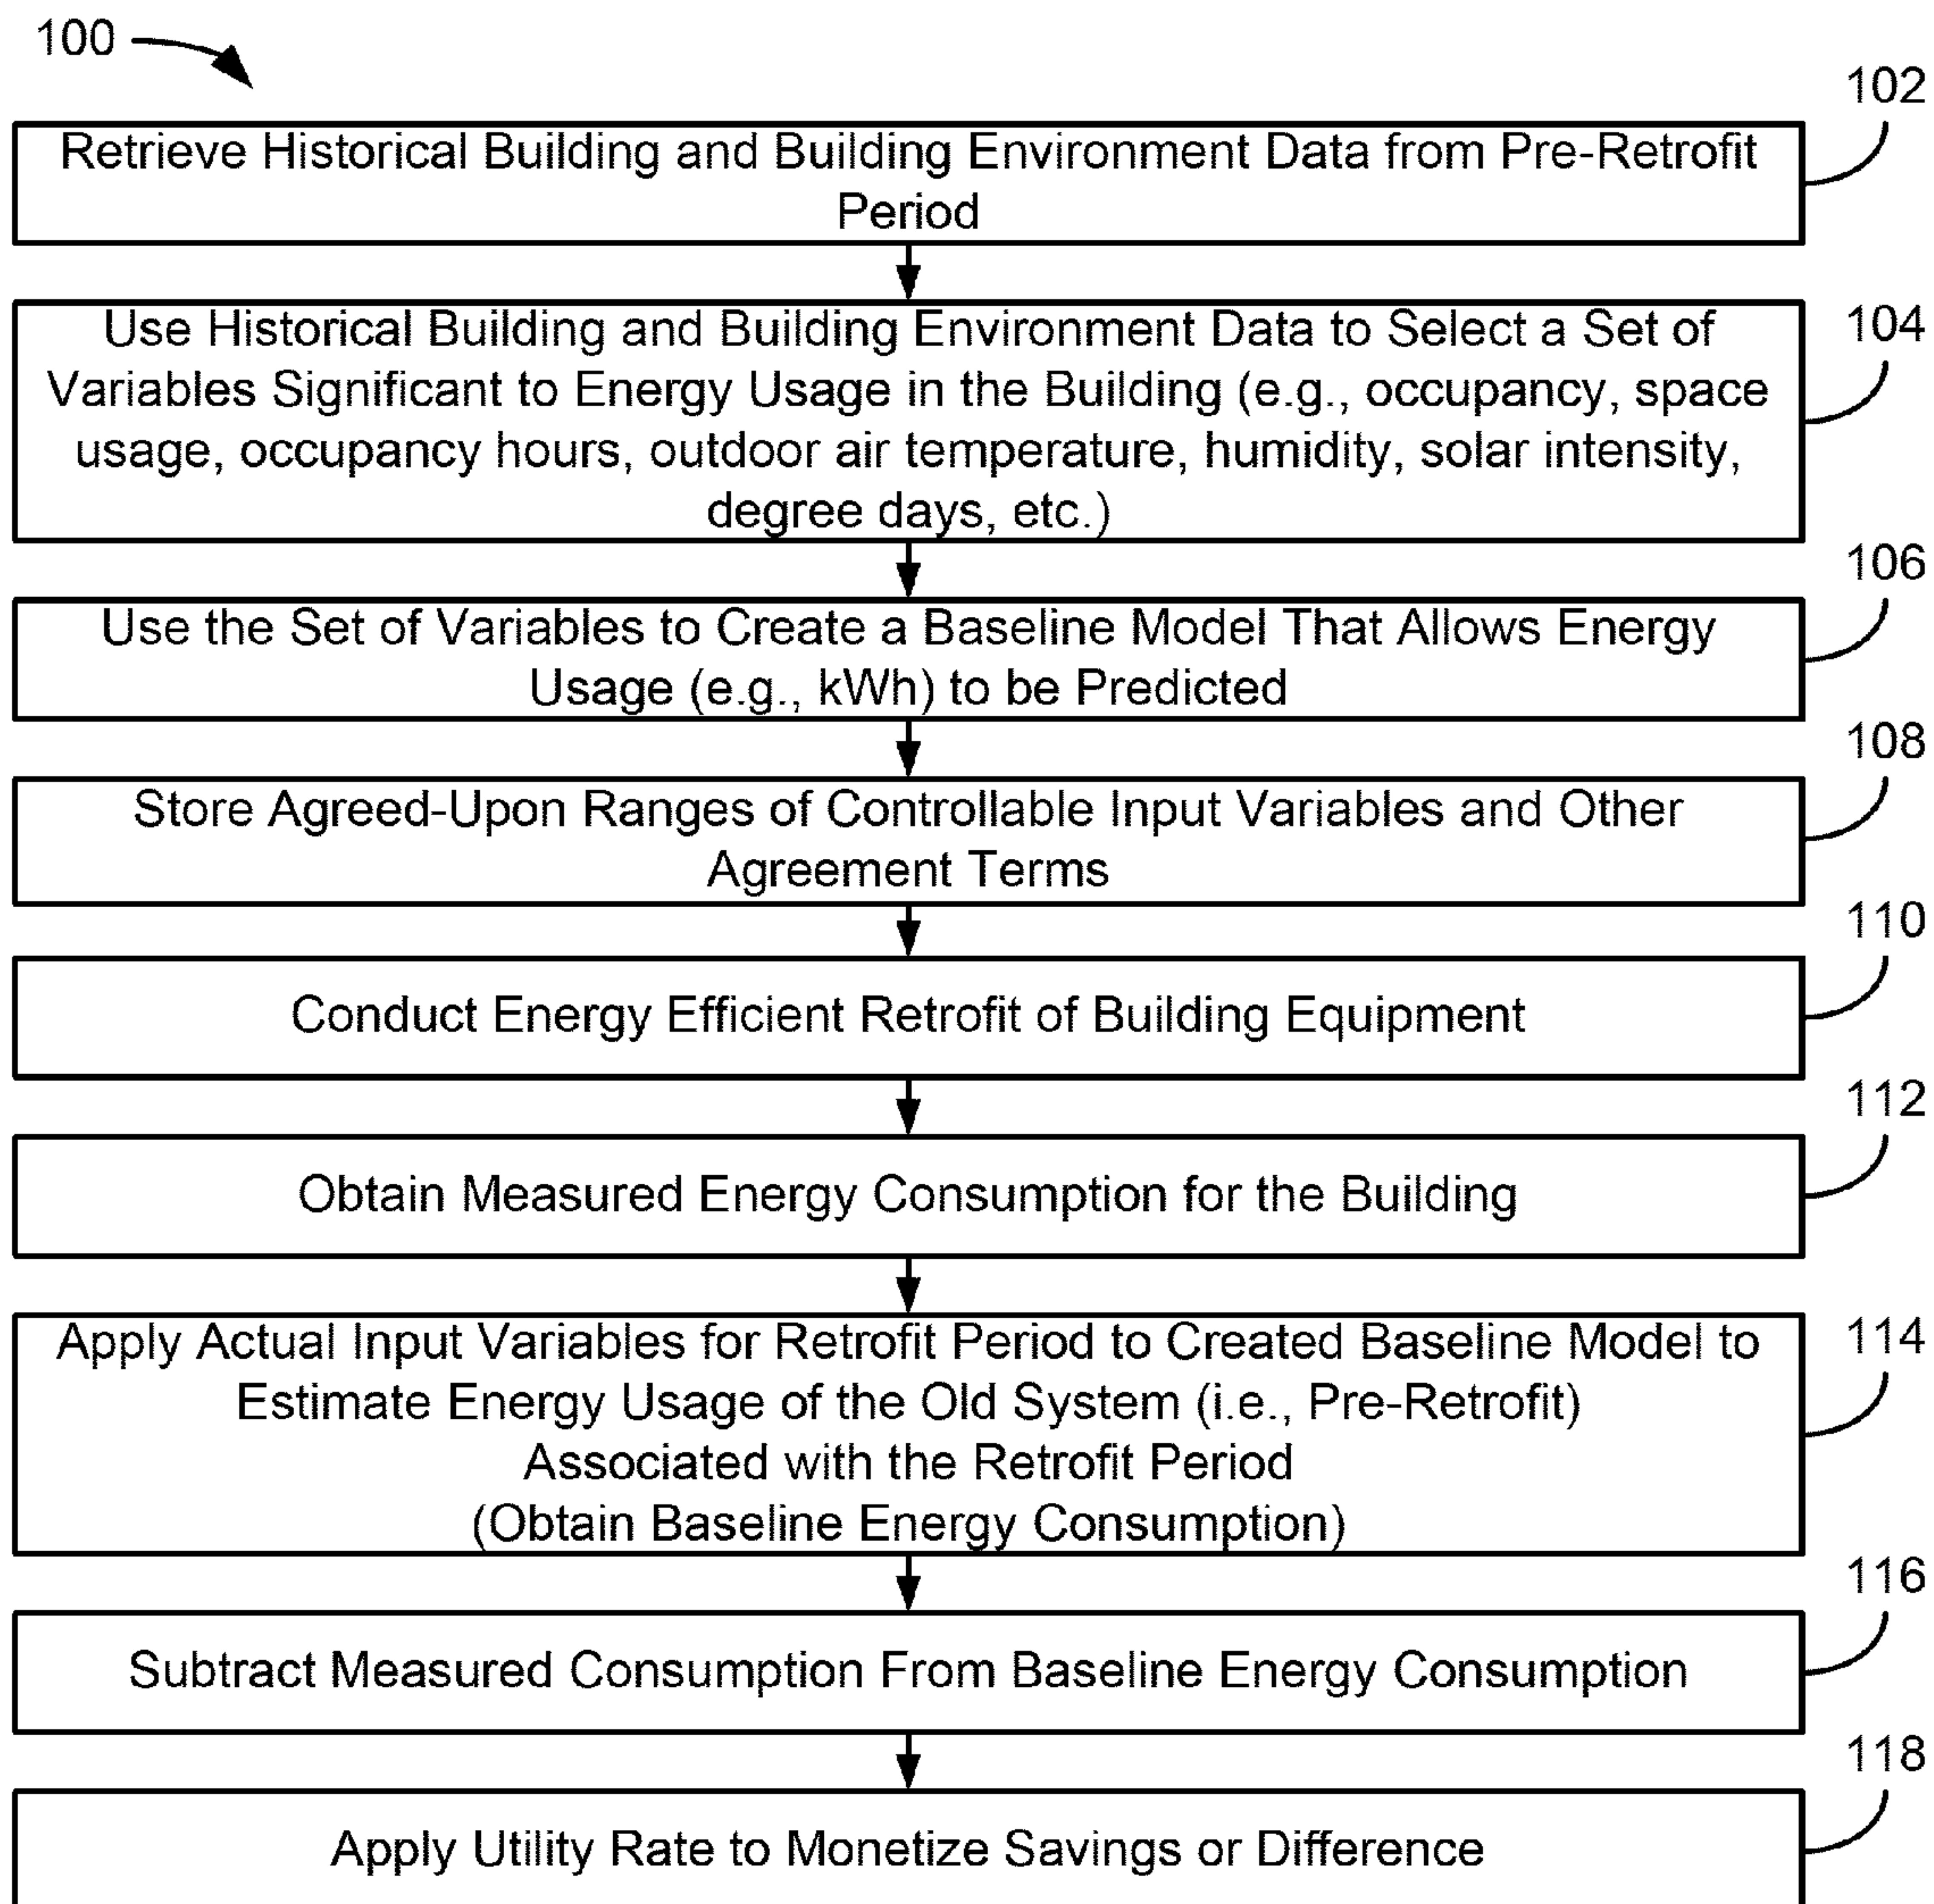 100
102
Retrieve Historical Building and Building Environment Data from Pre-Retrofit
Period
104
Use Historical Building and Building Environment Data to Select a Set of
Variables Significant to Energy Usage in the Building (e.g., occupancy, space
usage, occupancy hours, outdoor air temperature, humidity, solar intensity,
degree days, etc.)
106
Use the Set of Variables to Create a Baseline Model That Allows Energy
Usage (e.g., kWh) to be Predicted
108
Store Agreed-Upon Ranges of Controllable Input Variables and Other
Agreement Terms
110
Conduct Energy Efficient Retrofit of Building Equipment
112
Obtain Measured Energy Consumption for the Building
114
Apply Actual Input Variables for Retrofit Period to Created Baseline Model to
Estimate Energy Usage of the Old System (i.e., Pre-Retrofit)
Associated with the Retrofit Period
(Obtain Baseline Energy Consumption)
116
Subtract Measured Consumption From Baseline Energy Consumption
118
Apply Utility Rate to Monetize Savings or Difference